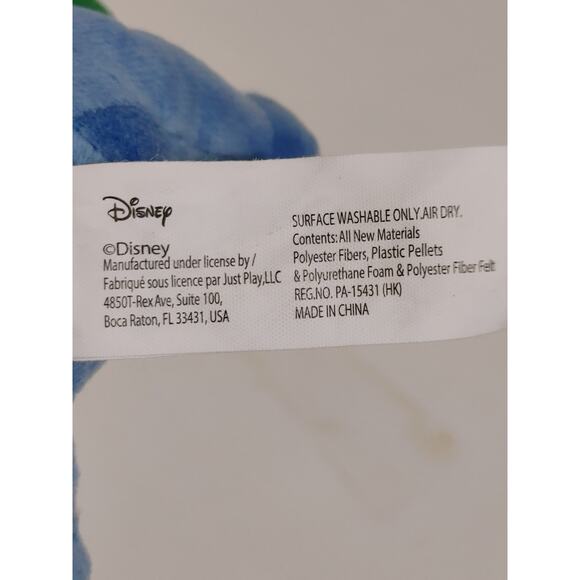 Disney
©Disney
Manufactured under license by /
Fabriqué sous licence par Just Play,LLC
4850T-Rex Ave, Suite 100,
Boca Raton, FL 33431, USA
SURFACE WASHABLE ONLY.AIR DRY.
Contents: All New Materials
Polyester Fibers, Plastic Pellets
& Polyurethane Foam & Polyester Fiber Felt
REG.NO. PA-15431 (HK)
MADE IN CHINA